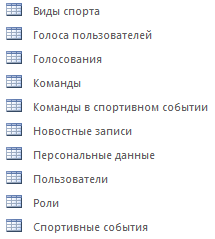 Виды спорта
Голоса пользователей
Голосования
Команды
Команды в спортивном событии
Новостные записи
Персональные данные
Пользователи
Роли
Спортивные события